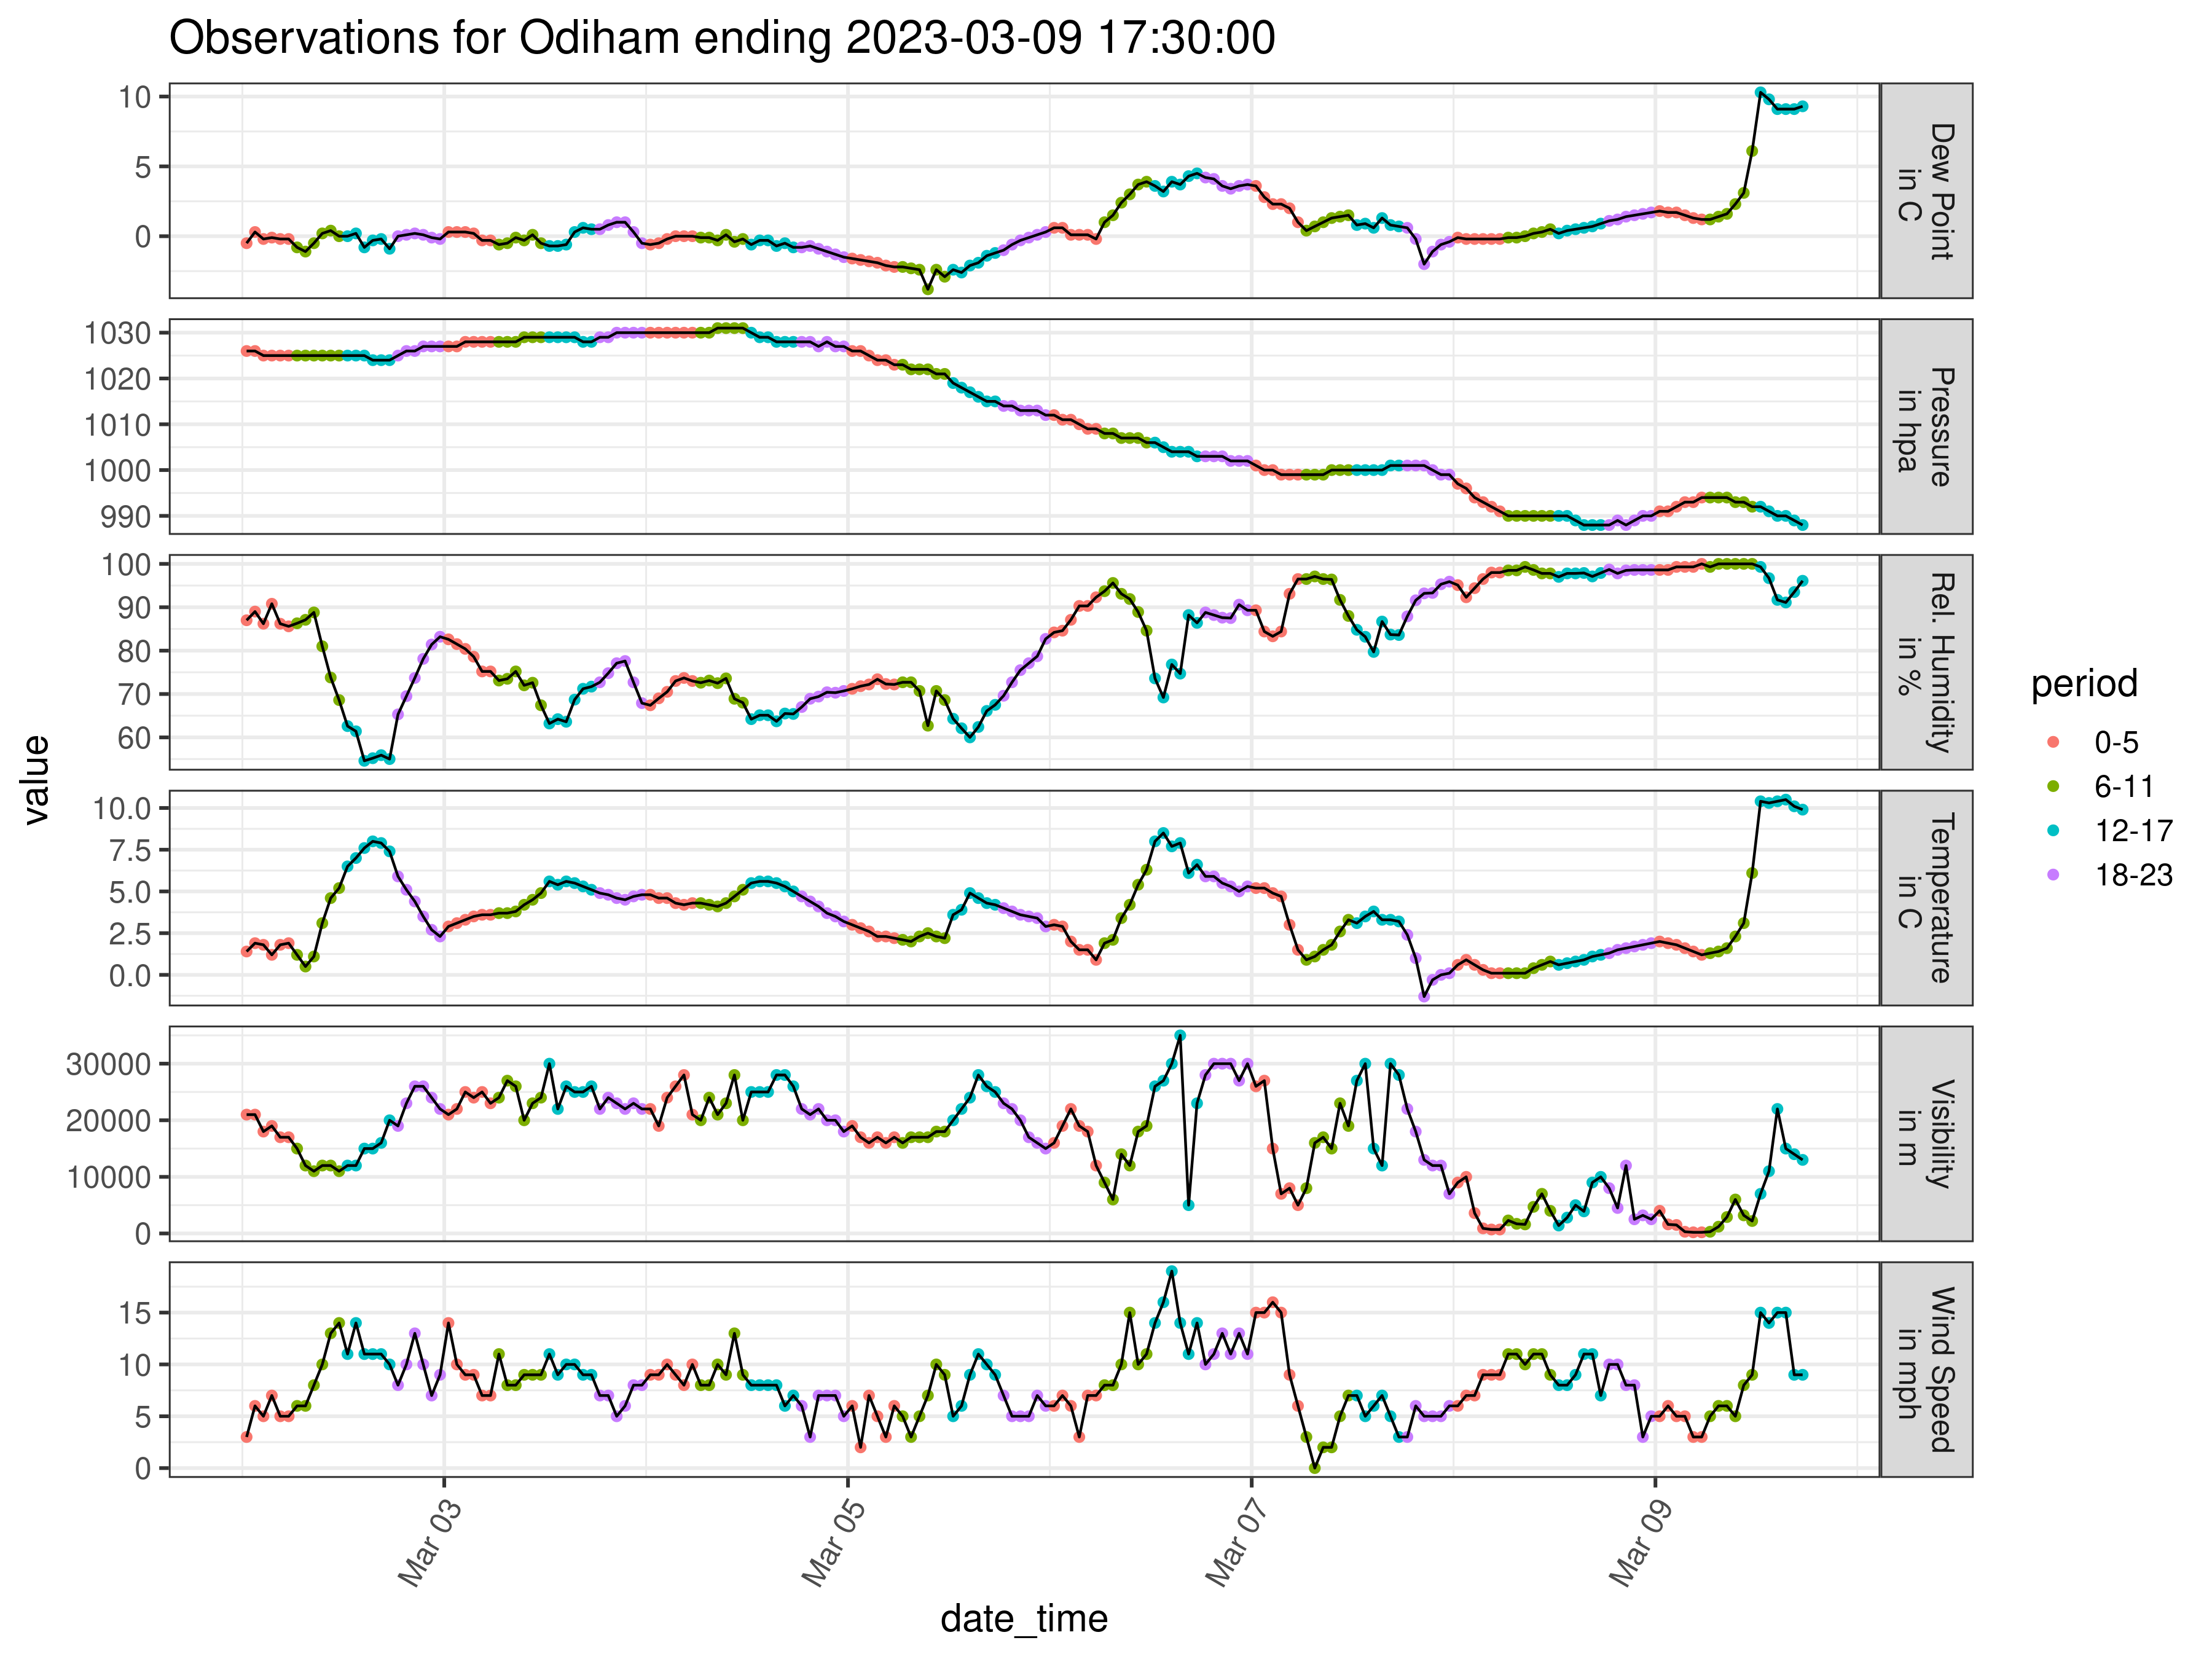 Observations for Odiham ending 2023-03-09 17:30:00
10
5
0
Dew Point
in C
1030
1020
1010
1000
990
Pressure
in hpa
100
90
80
70
60
Rel. Humidity
in %
10.0
7.5
5.0
2.5
0.0
Temperature
in C
30000
20000
10000
0
Visibility
in m
15
10
5
0
Wind Speed
in mph
value
Mar 03
Mar 05
Mar 07
Mar 09
date_time
period
0-5
6-11
12-17
18-23